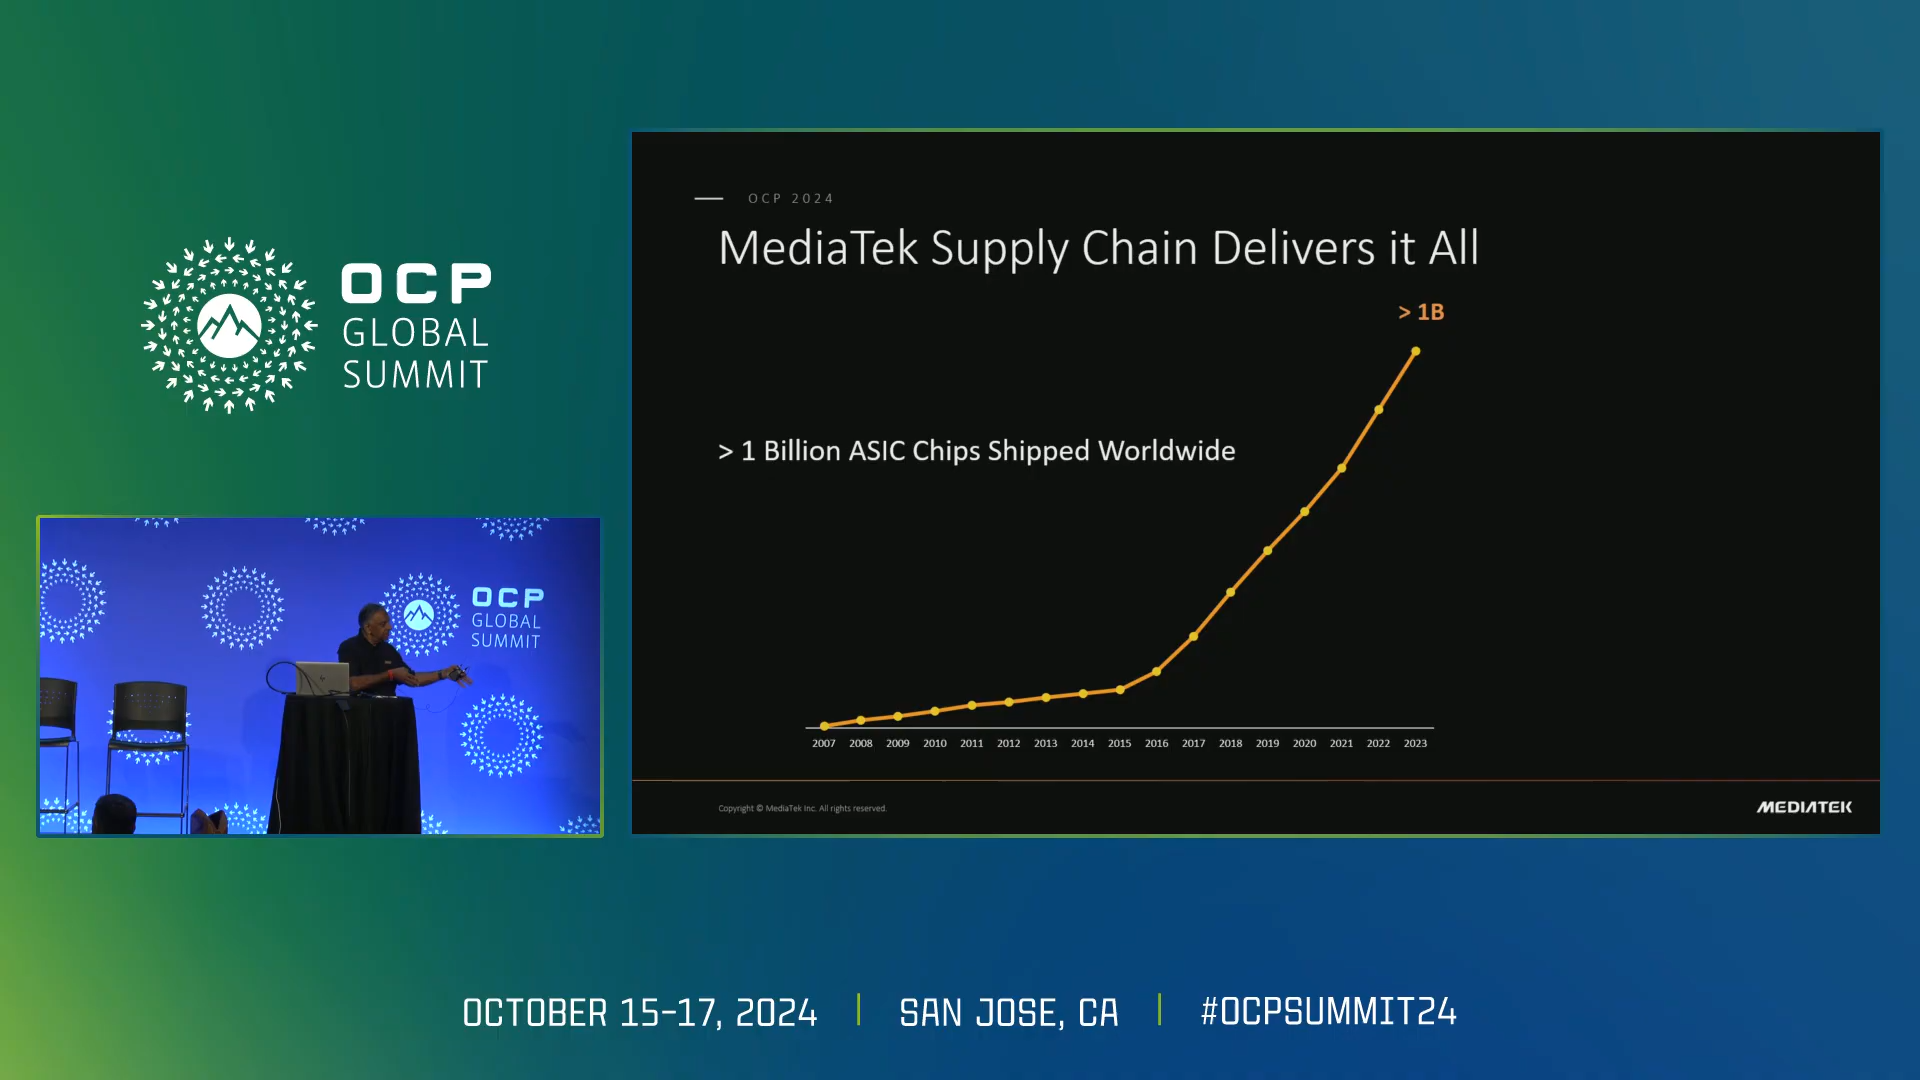 OCP
GLOBAL
SUMMIT
OCP
GLOBAL
SUMMIT
OCP 2024
MediaTek Supply Chain Delivers it All
> 1B
> 1 Billion ASIC Chips Shipped Worldwide
2007 2008 2009 2010 2011 2012 2013 2014 2015 2016 2017 2018 2019 2020 2021 2022 2023
Copyright © MediaTek Inc. All rights reserved.
MEDIATEK
OCTOBER 15-17, 2024 | SAN JOSE, CA | #OCPSUMMIT24